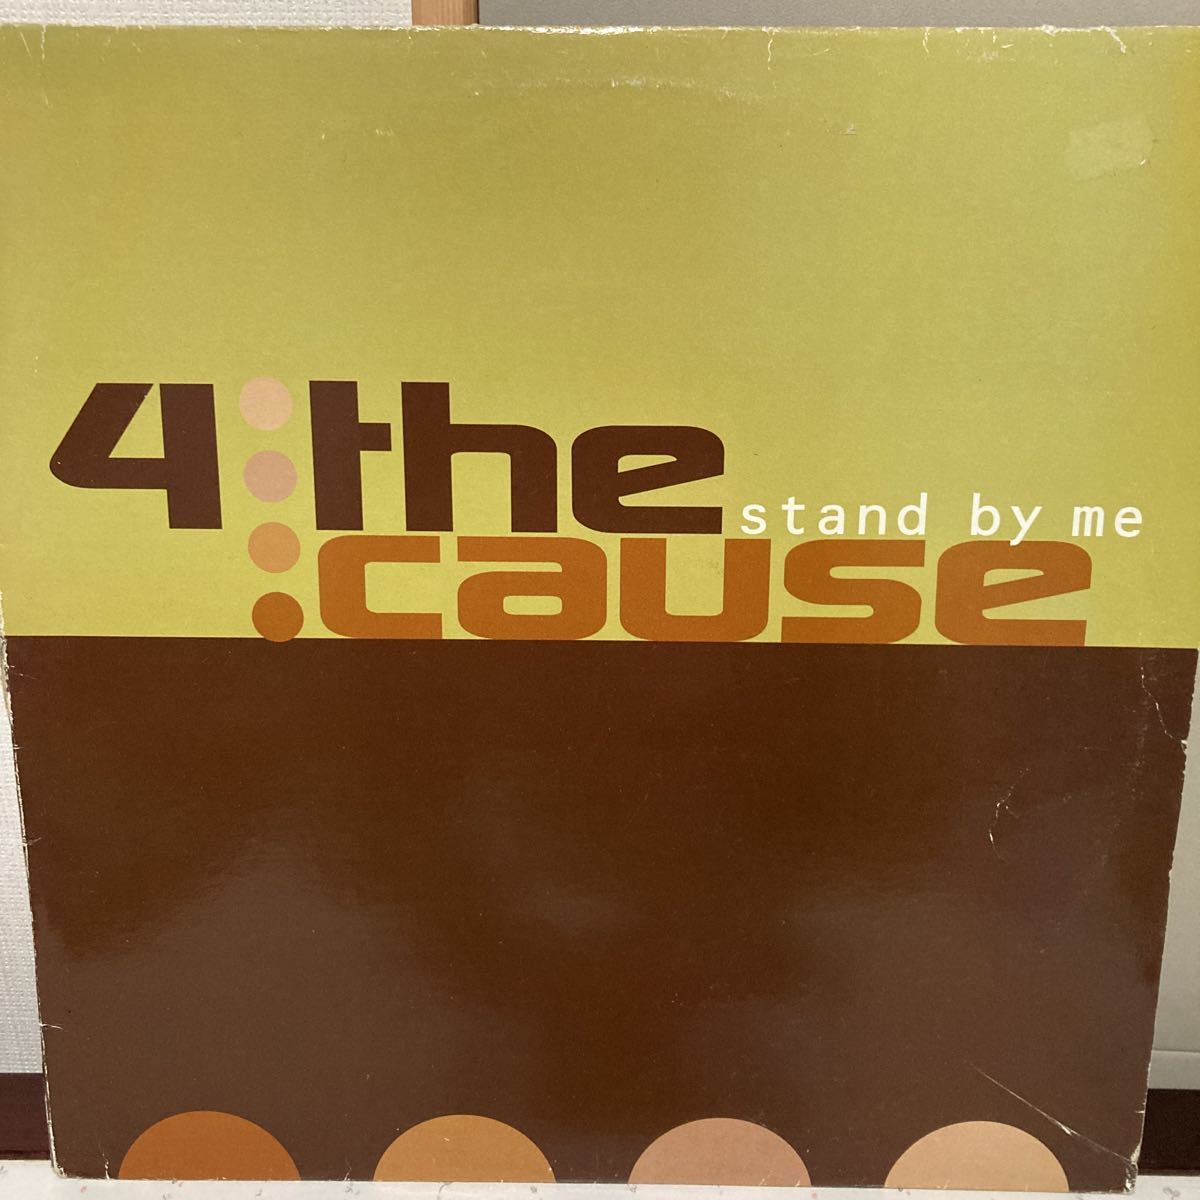 4:the
stand by me
:cause